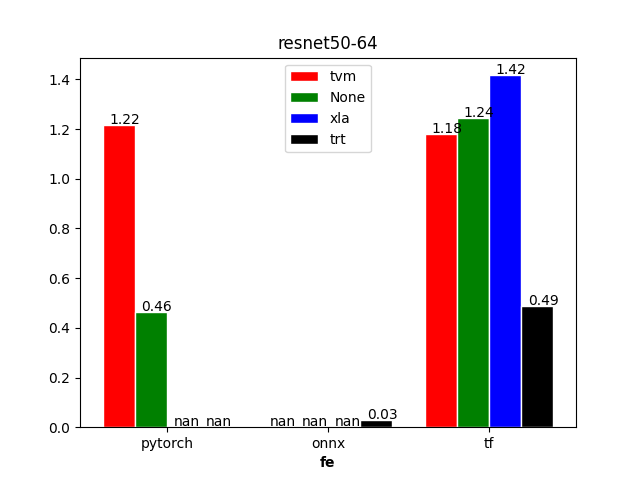 resnet50-64
tvm
None
xla
trt
1.4
1.2
1.0
0.8
0.6
0.4
0.2
0.0
1.22
0.46
nan
nan
nan
nan
nan
0.03
1.18
1.24
1.42
0.49
pytorch
onnx
tf
fe